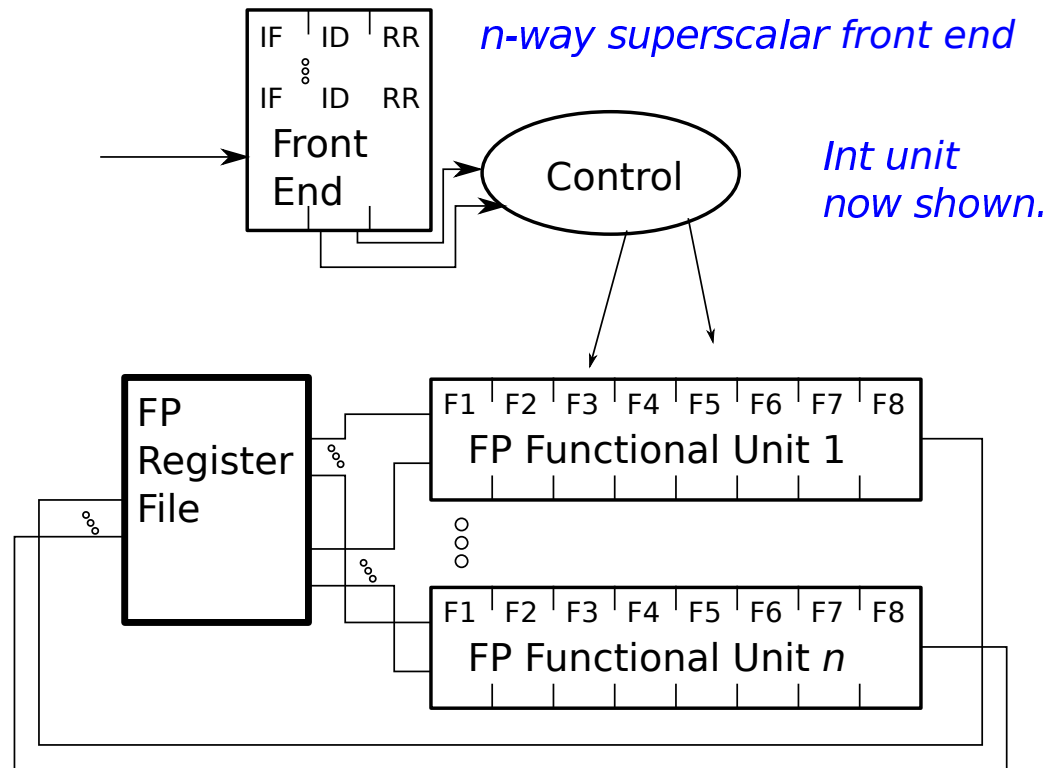 IF ID RR
n-way superscalar front end
IF ID RR
Front
End
Control
Int unit
now shown.
FP
Register
File
F1 F2 F3 F4 F5 F6 F7 F8
FP Functional Unit 1
F1 F2 F3 F4 F5 F6 F7 F8
FP Functional Unit n